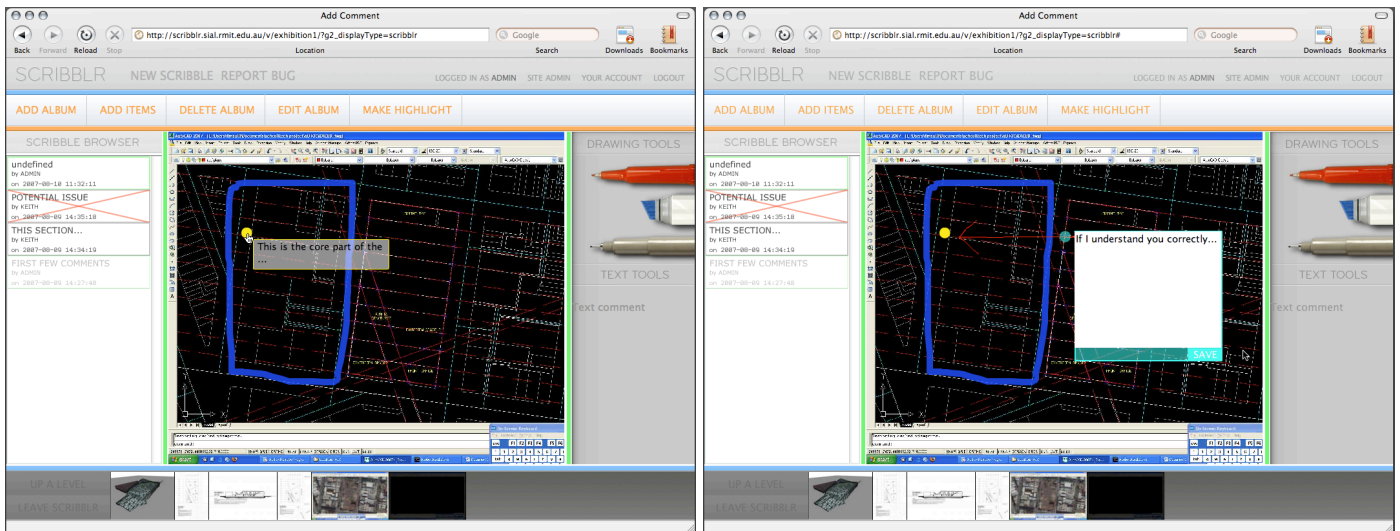 Add Comment
http://scribblr.sial.rmit.edu.au/v/exhibition1/?g2_displayType=scribblr
Google
Back Forward Reload Stop Location Search Downloads Bookmarks
SCRIBBLR NEW SCRIBBLE REPORT BUG LOGGED IN AS ADMIN SITE ADMIN YOUR ACCOUNT LOGOUT
ADD ALBUM ADD ITEMS DELETE ALBUM EDIT ALBUM MAKE HIGHLIGHT
SCRIBBLE BROWSER
undefined
by ADMIN
on 2007-08-10 11:32:11
POTENTIAL ISSUE
by KEITH
on 2007-08-09 14:35:18
THIS SECTION...
by KEITH
on 2007-08-09 14:34:19
FIRST FEW COMMENTS
by ADMIN
on 2007-08-09 14:27:48
This is the core part of the
...
DRAWING TOOLS
TEXT TOOLS
Text comment
UP A LEVEL
LEAVE SCRIBBLR
Add Comment
http://scribblr.sial.rmit.edu.au/v/exhibition1/?g2_displayType=scribblr#
Google
Back Forward Reload Stop Location Search Downloads Bookmarks
SCRIBBLR NEW SCRIBBLE REPORT BUG LOGGED IN AS ADMIN SITE ADMIN YOUR ACCOUNT LOGOUT
ADD ALBUM ADD ITEMS DELETE ALBUM EDIT ALBUM MAKE HIGHLIGHT
SCRIBBLE BROWSER
undefined
by ADMIN
on 2007-08-10 11:32:11
POTENTIAL ISSUE
by KEITH
on 2007-08-09 14:35:18
THIS SECTION...
by KEITH
on 2007-08-09 14:34:19
FIRST FEW COMMENTS
by ADMIN
on 2007-08-09 14:27:48
If I understand you correctly...
SAVE
DRAWING TOOLS
TEXT TOOLS
Text comment
UP A LEVEL
LEAVE SCRIBBLR